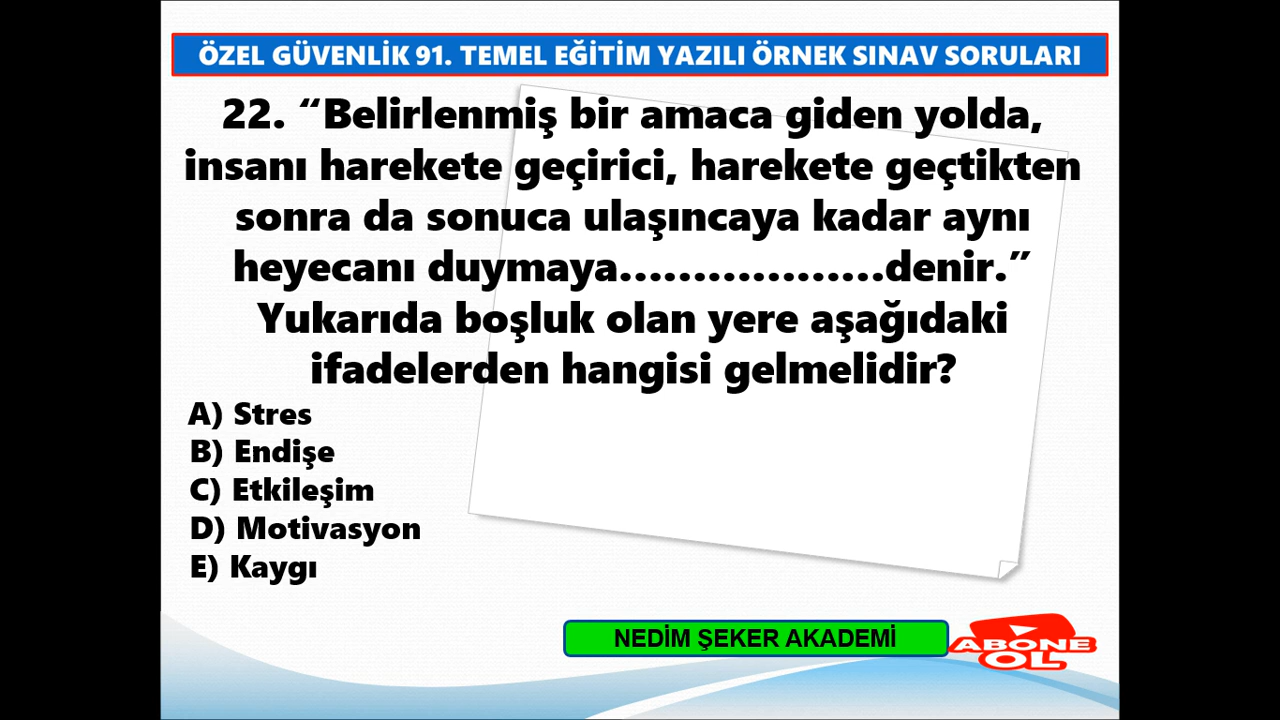 ÖZEL GÜVENLİK 91. TEMEL EĞİTİM YAZILI ÖRNEK SINAV SORULARI
22. “Belirlenmiş bir amaca giden yolda,
insanı harekete geçirici, harekete geçtikten
sonra da sonuca ulaşıncaya kadar aynı
heyecanı duymaya..................denir.”
Yukarıda boşluk olan yere aşağıdaki
ifadelerden hangisi gelmelidir?
A) Stres
B) Endişe
C) Etkileşim
D) Motivasyon
E) Kaygı
NEDİM ŞEKER AKADEMİ
ABONE
OL